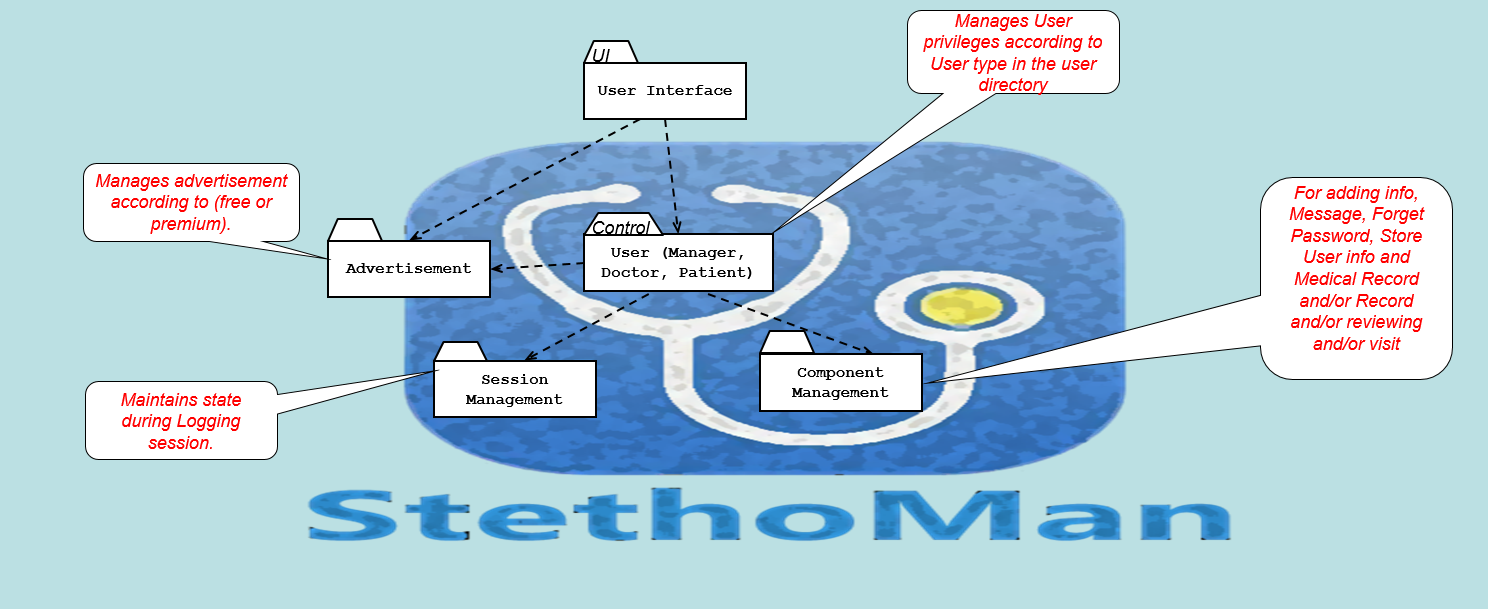 Manages User
privileges according to
User type in the user
directory
UI
User Interface
Manages advertisement
according to (free or
premium).
For adding info,
Message, Forget
Password, Store
User info and
Medical Record
and/or Record
and/or reviewing
and/or visit
Control
User (Manager,
Doctor, Patient)
Advertisement
Session
Management
Component
Management
Maintains state
during Logging
session.
StethoMan